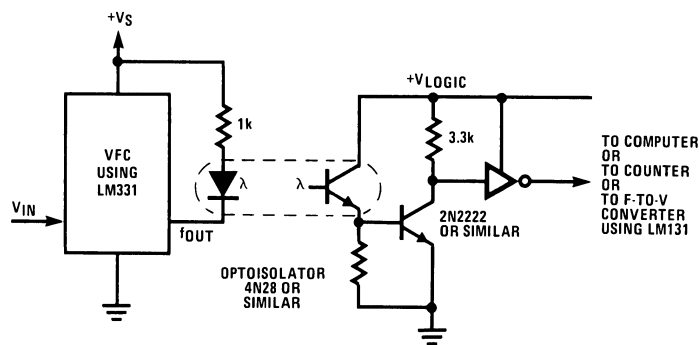 +VS
1k
VFC
USING
LM331
VIN
fOUT
λ
λ
OPTOISOLATOR
4N28 OR
SIMILAR
+VLOGIC
3.3k
2N2222
OR SIMILAR
TO COMPUTER
OR
TO COUNTER
OR
TO F-TO-V
CONVERTER
USING LM131